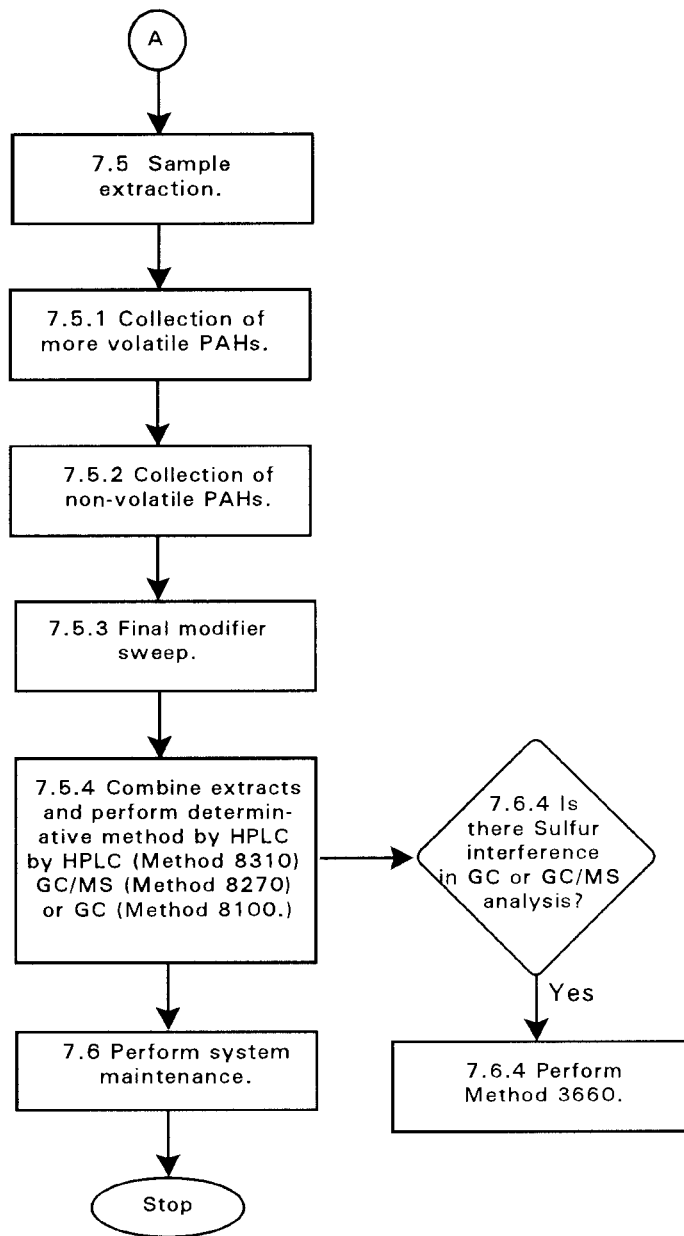 A
7.5 Sample
extraction.
7.5.1 Collection of
more volatile PAHs.
7.5.2 Collection of
non-volatile PAHs.
7.5.3 Final modifier
sweep.
7.5.4 Combine extracts
and perform determin-
ative method by HPLC
by HPLC (Method 8310)
GC/MS (Method 8270)
or GC (Method 8100.)
7.6.4 Is
there Sulfur
interference
in GC or GC/MS
analysis?
Yes
7.6 Perform system
maintenance.
7.6.4 Perform
Method 3660.
Stop